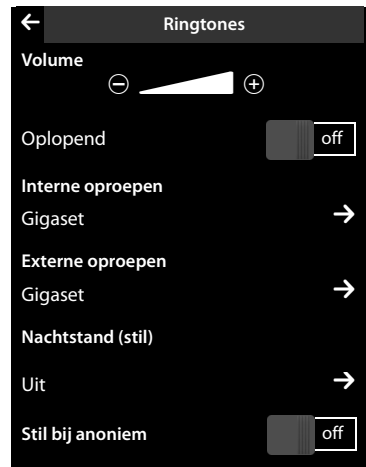 Ringtones
Volume
Oplopend off
Interne oproepen
Gigaset
Externe oproepen
Gigaset
Nachtstand (stil)
Uit
Stil bij anoniem off